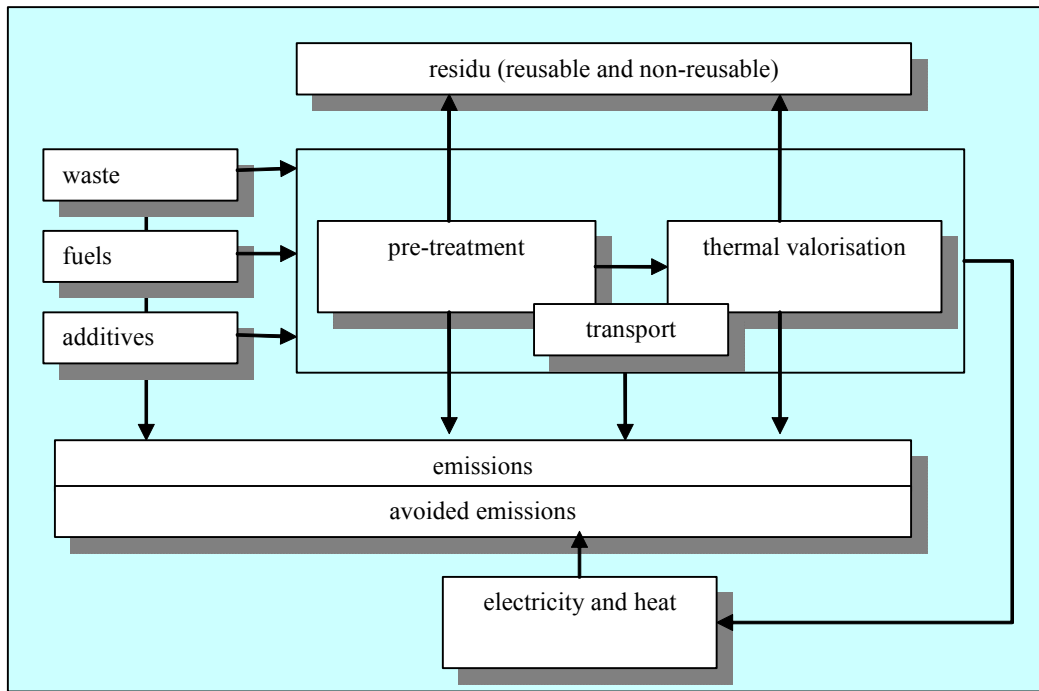 residu (reusable and non-reusable)
waste
fuels
additives
pre-treatment
thermal valorisation
transport
emissions
avoided emissions
electricity and heat